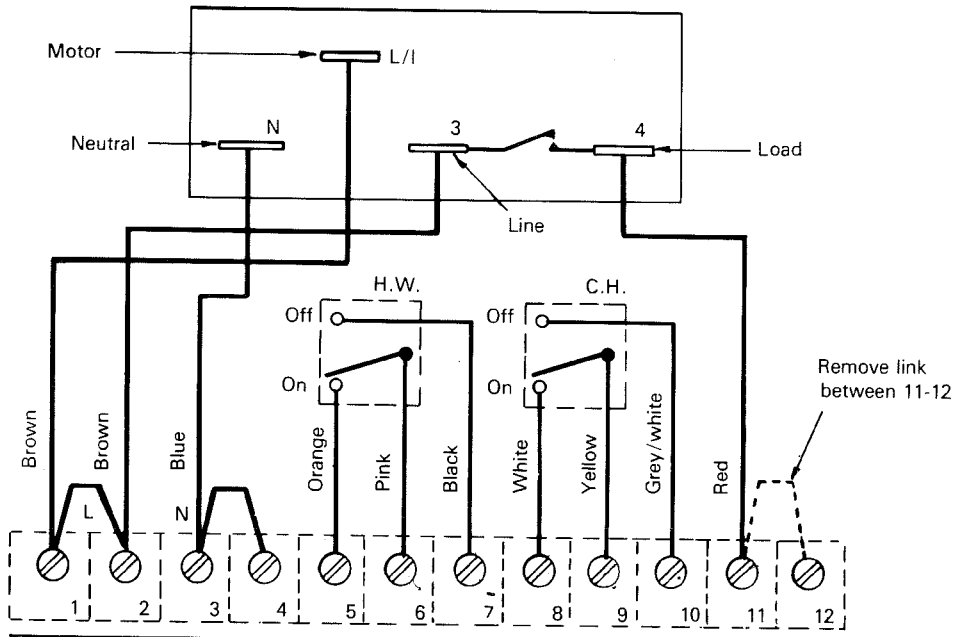 Motor
L/I
Neutral
N
3
4
Load
Line
H.W.
C.H.
Off
Off
On
On
Remove link
between 11-12
Brown
Brown
Blue
Orange
Pink
Black
White
Yellow
Grey/white
Red
L
N
1
2
3
4
5
6
7
8
9
10
11
12